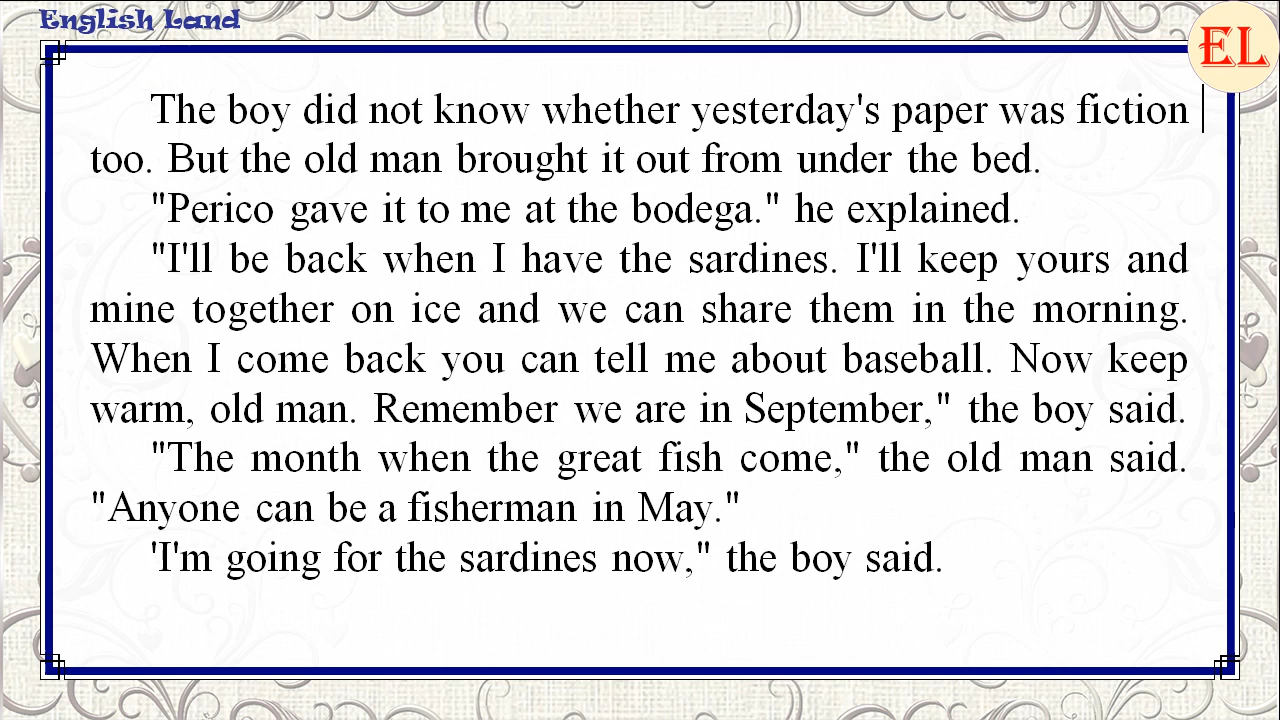 English Land
EL
The boy did not know whether yesterday's paper was fiction
too. But the old man brought it out from under the bed.
"Perico gave it to me at the bodega." he explained.
"I'll be back when I have the sardines. I'll keep yours and
mine together on ice and we can share them in the morning.
When I come back you can tell me about baseball. Now keep
warm, old man. Remember we are in September," the boy said.
"The month when the great fish come," the old man said.
"Anyone can be a fisherman in May."
'I'm going for the sardines now," the boy said.